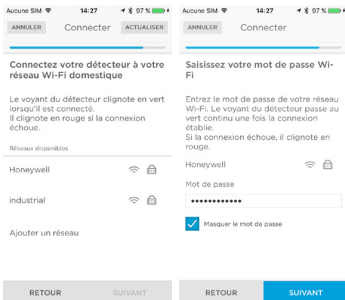 Aucune SIM 14:27 97 %
ANNULER Connecter ACTUALISER
Connectez votre détecteur à votre
réseau Wi-Fi domestique
Le voyant du détecteur clignote en vert
lorsqu'il est connecté.
Il clignote en rouge si la connexion
échoue.
Réseaux disponibles
Honeywell
industrial
Ajouter un réseau
RETOUR SUIVANT
Aucune SIM 14:27 97 %
ANNULER Connecter
Saisissez votre mot de passe Wi-
Fi
Entrez le mot de passe de votre réseau
Wi-Fi. Le voyant du détecteur passe au
vert continu une fois la connexion
établie.
Si la connexion échoue, il clignote en
rouge.
Honeywell
Mot de passe
••••••••••••
Masquer le mot de passe
RETOUR SUIVANT